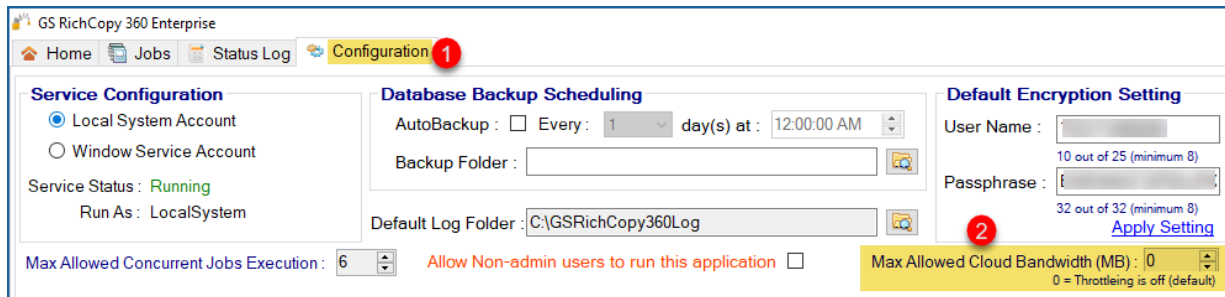 GS RichCopy 360 Enterprise
Home Jobs Status Log Configuration 1
Service Configuration
Local System Account
Window Service Account
Service Status : Running
Run As : LocalSystem
Database Backup Scheduling
AutoBackup : Every : 1 day(s) at : 12:00:00 AM
Backup Folder :
Default Log Folder : C:\GSRichCopy360Log
Default Encryption Setting
User Name :
10 out of 25 (minimum 8)
Passphrase :
32 out of 32 (minimum 8)
Apply Setting
2
Max Allowed Concurrent Jobs Execution : 6
Allow Non-admin users to run this application
Max Allowed Cloud Bandwidth (MB) : 0
0 = Throttleing is off (default)